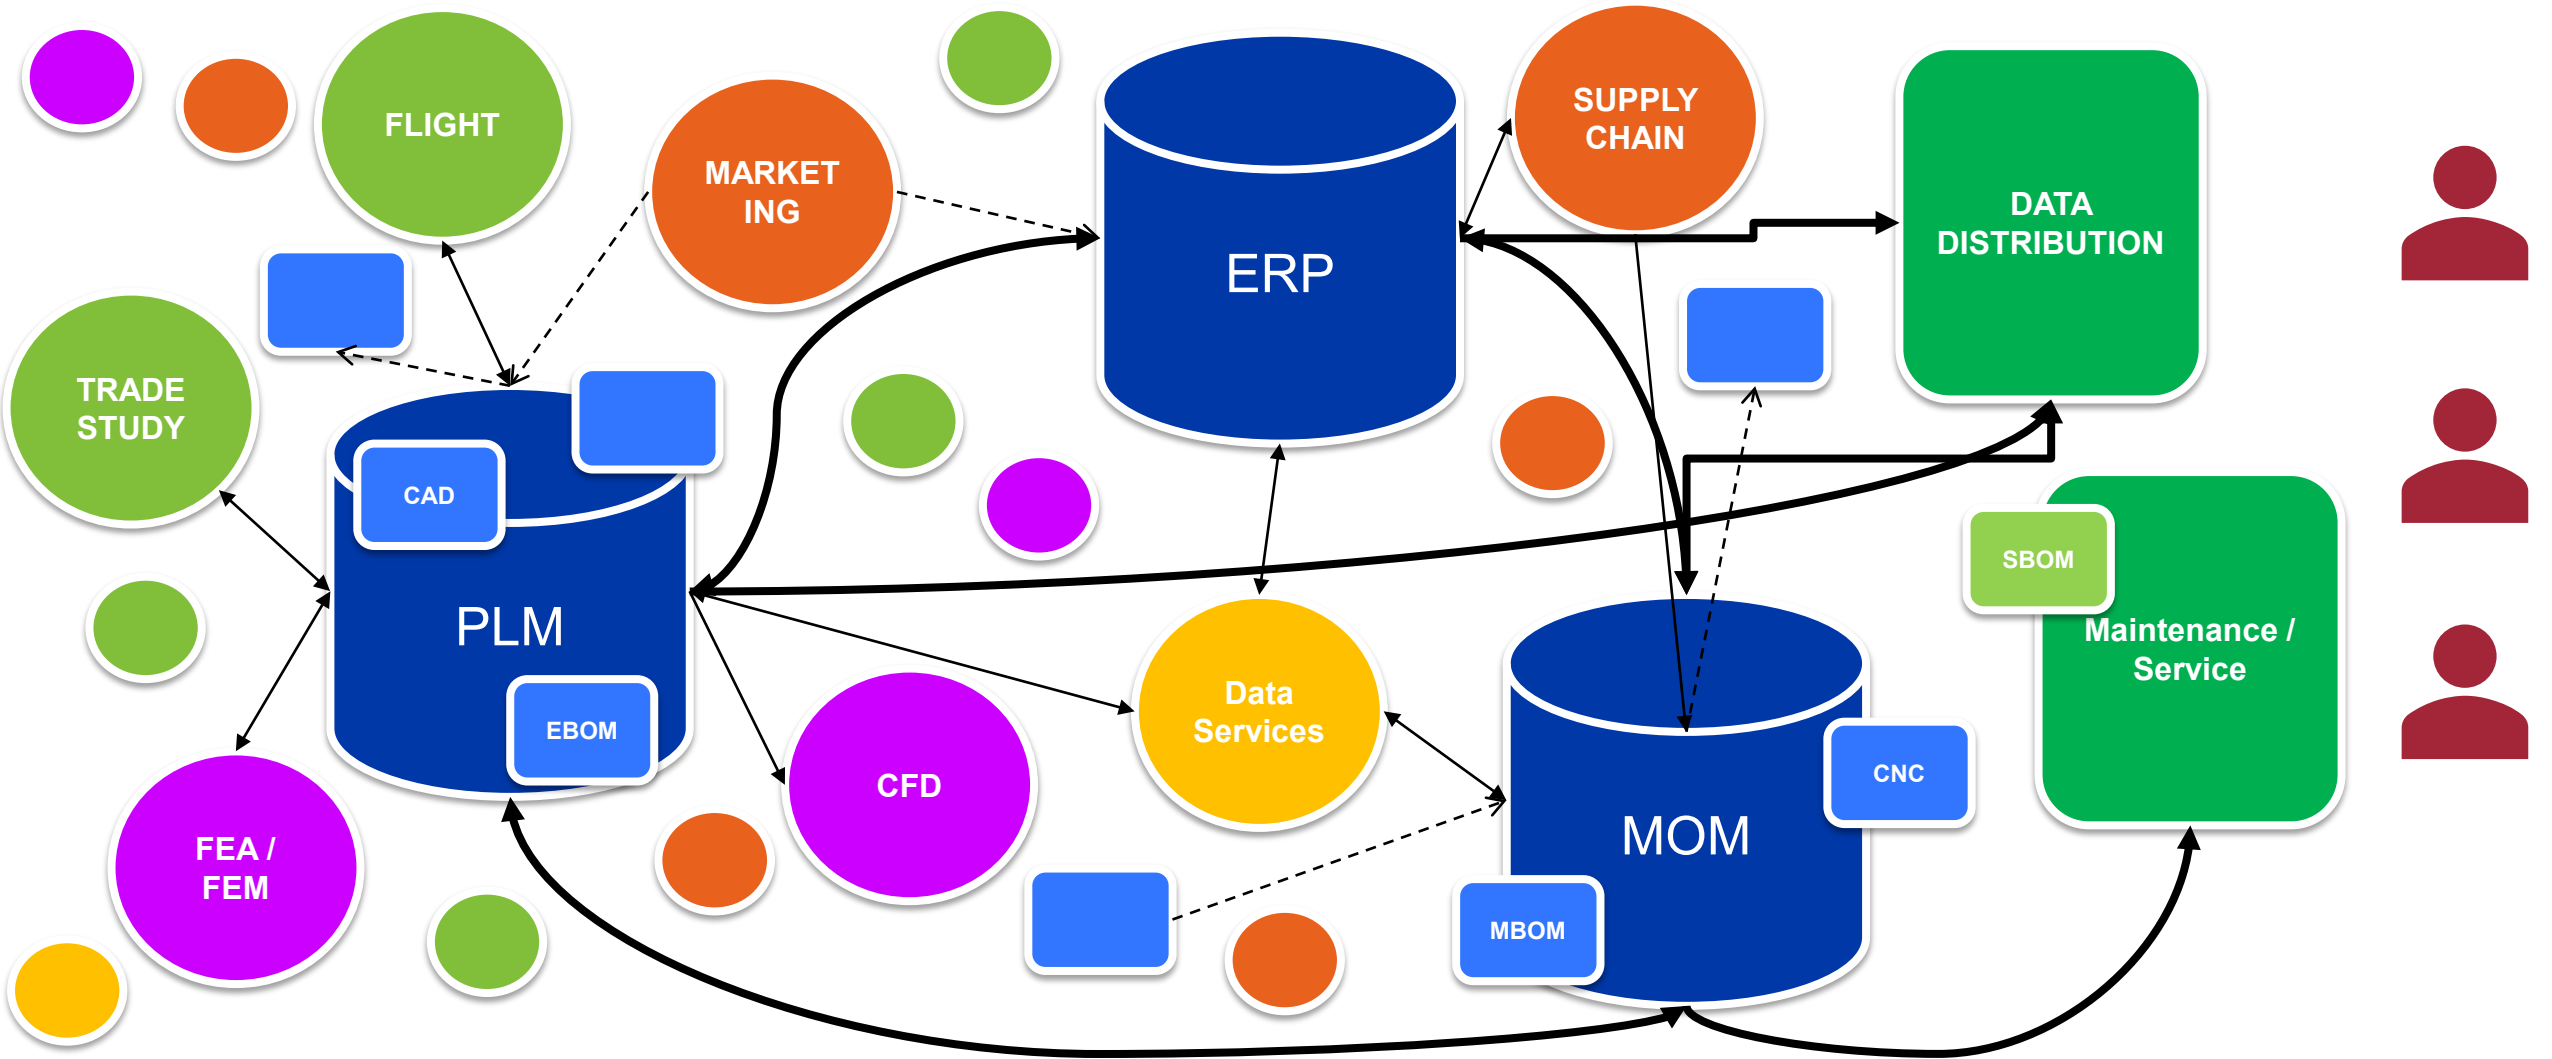 FLIGHT
MARKET
ING
SUPPLY
CHAIN
DATA
DISTRIBUTION
ERP
TRADE
STUDY
CAD
SBOM
PLM
Maintenance /
Service
EBOM
Data
Services
CFD
CNC
MOM
FEA /
FEM
MBOM